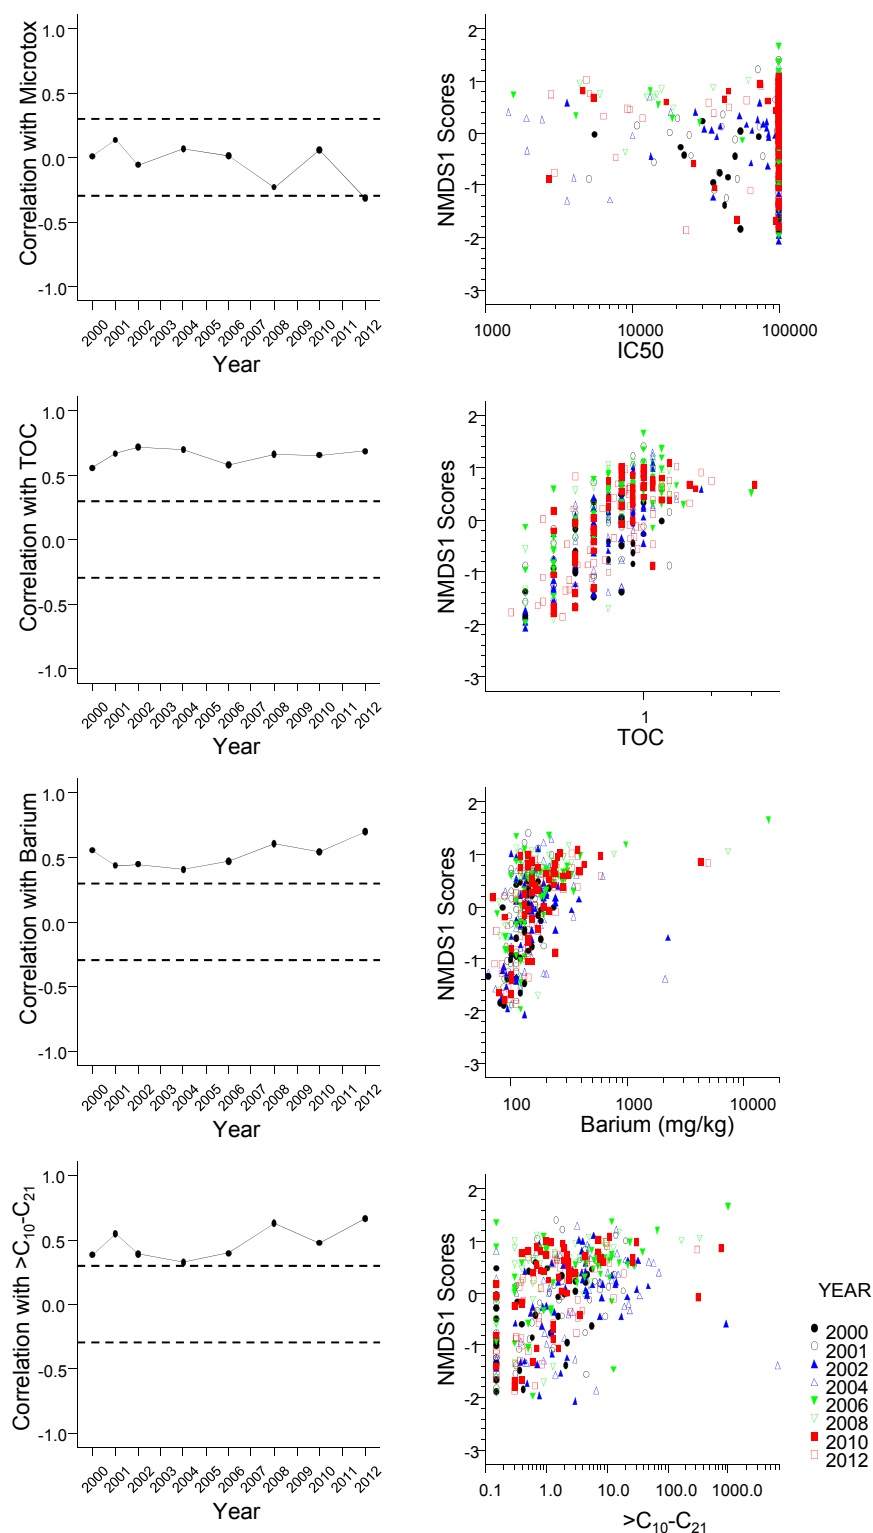 Correlation with Microtox
1.0
0.5
0.0
-0.5
-1.0
2000 2001 2002 2003 2004 2005 2006 2007 2008 2009 2010 2011 2012
Year
NMDS1 Scores
2
1
0
-1
-2
-3
1000 10000 100000
IC50
Correlation with TOC
1.0
0.5
0.0
-0.5
-1.0
2000 2001 2002 2003 2004 2005 2006 2007 2008 2009 2010 2011 2012
Year
NMDS1 Scores
2
1
0
-1
-2
-3
1
TOC
Correlation with Barium
1.0
0.5
0.0
-0.5
-1.0
2000 2001 2002 2003 2004 2005 2006 2007 2008 2009 2010 2011 2012
Year
NMDS1 Scores
2
1
0
-1
-2
-3
100 1000 10000
Barium (mg/kg)
Correlation with >C10-C21
1.0
0.5
0.0
-0.5
-1.0
2000 2001 2002 2003 2004 2005 2006 2007 2008 2009 2010 2011 2012
Year
NMDS1 Scores
2
1
0
-1
-2
-3
0.1 1.0 10.0 100.0 1000.0
>C10-C21
YEAR
2000
2001
2002
2004
2006
2008
2010
2012